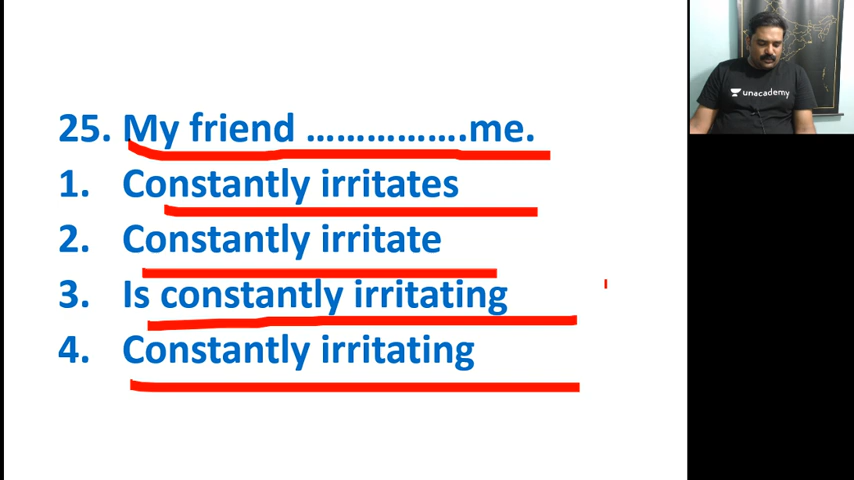 25. My friend …………….me.
1. Constantly irritates
2. Constantly irritate
3. Is constantly irritating
4. Constantly irritating
unacademy